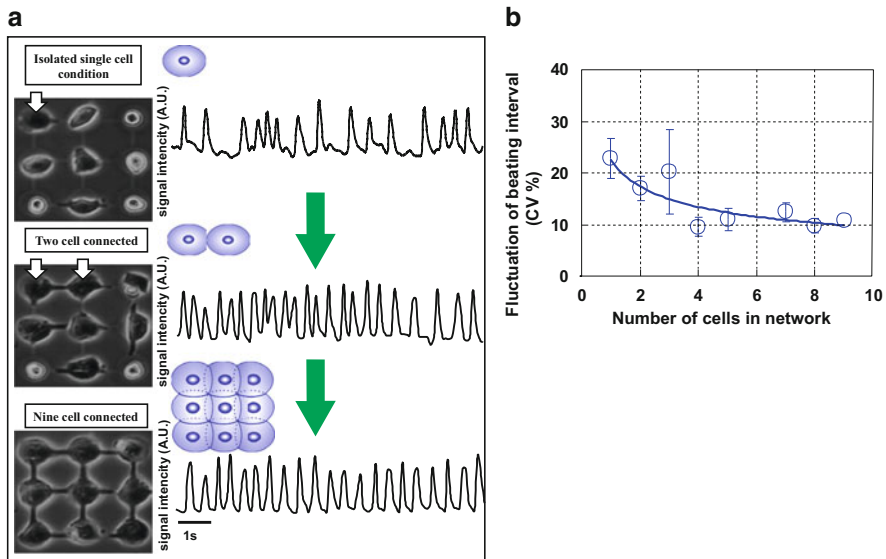 a
Isolated single cell
condition
signal intencity (A.U.)
Two cell connected
signal intencity (A.U.)
Nine cell connected
signal intencity (A.U.)
1s
b
Fluctuation of beating interval
(CV %)
40
30
20
10
0
0 2 4 6 8 10
Number of cells in network